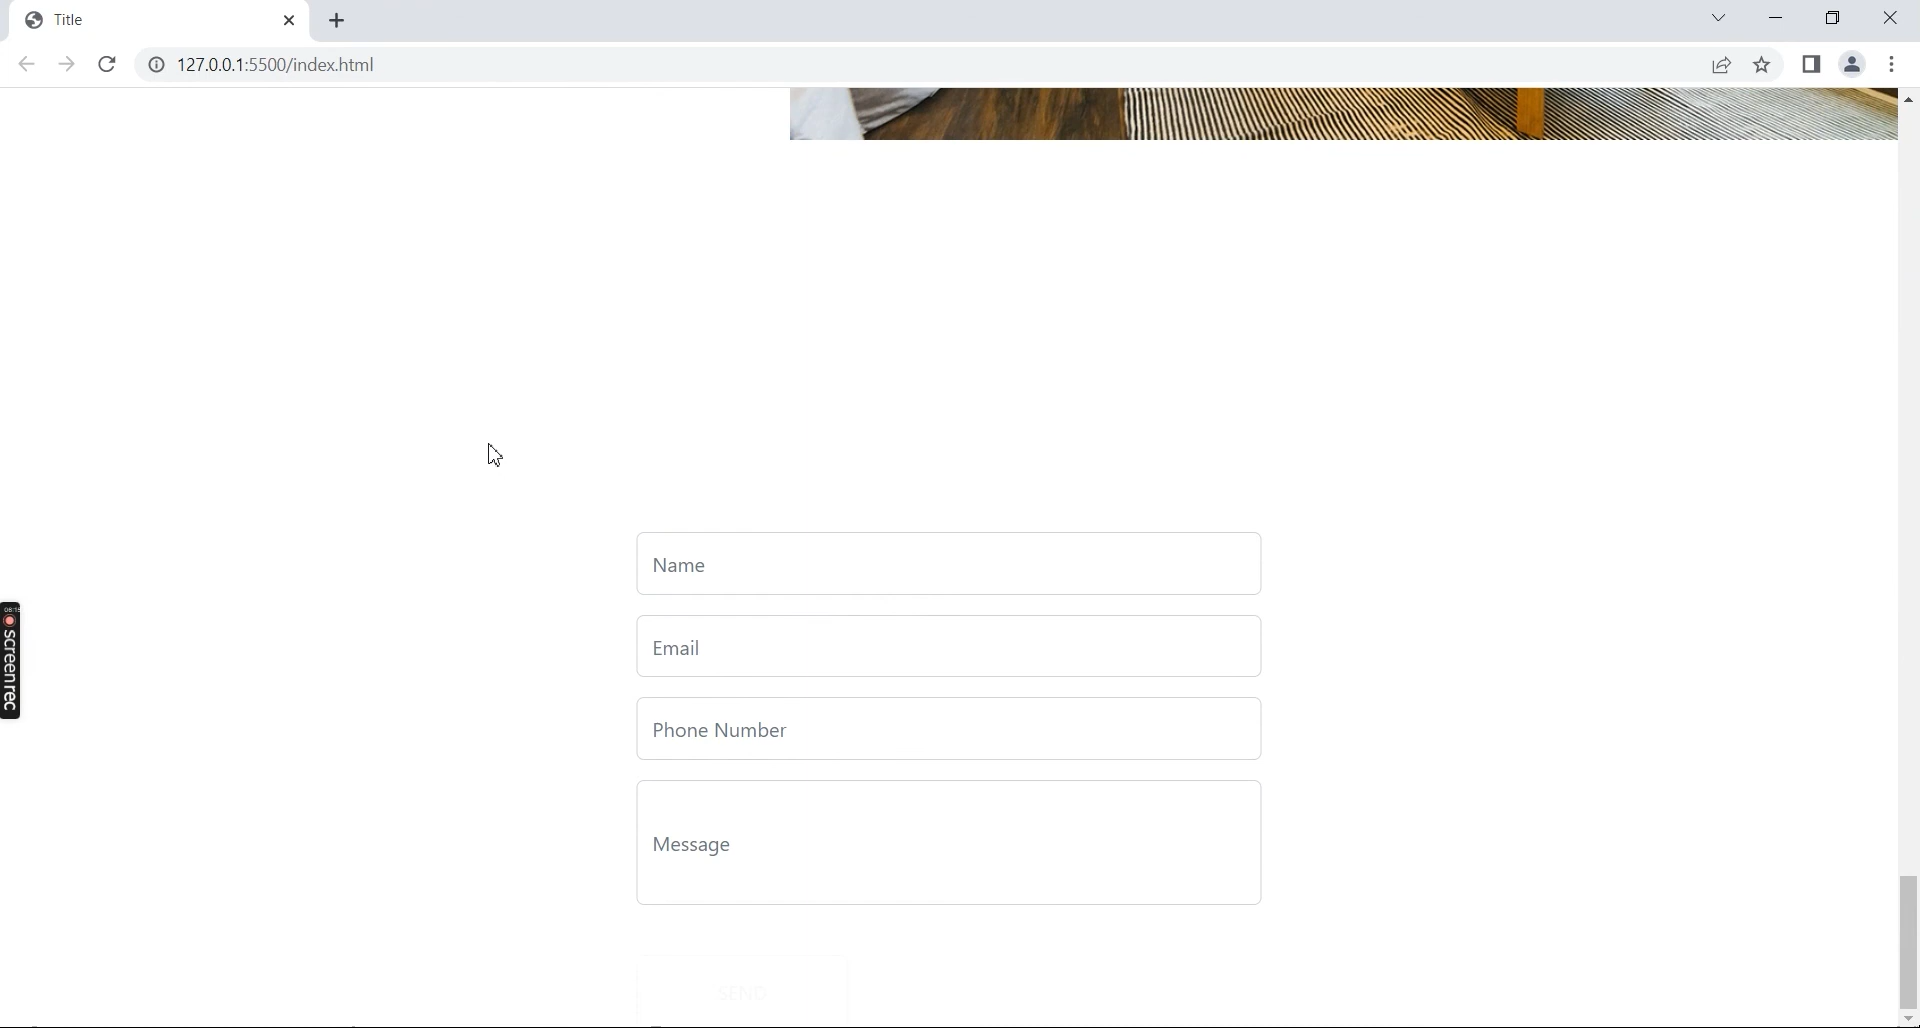 Title
127.0.0.1:5500/index.html
Name
Email
screenrec
Phone Number
Message
SEND